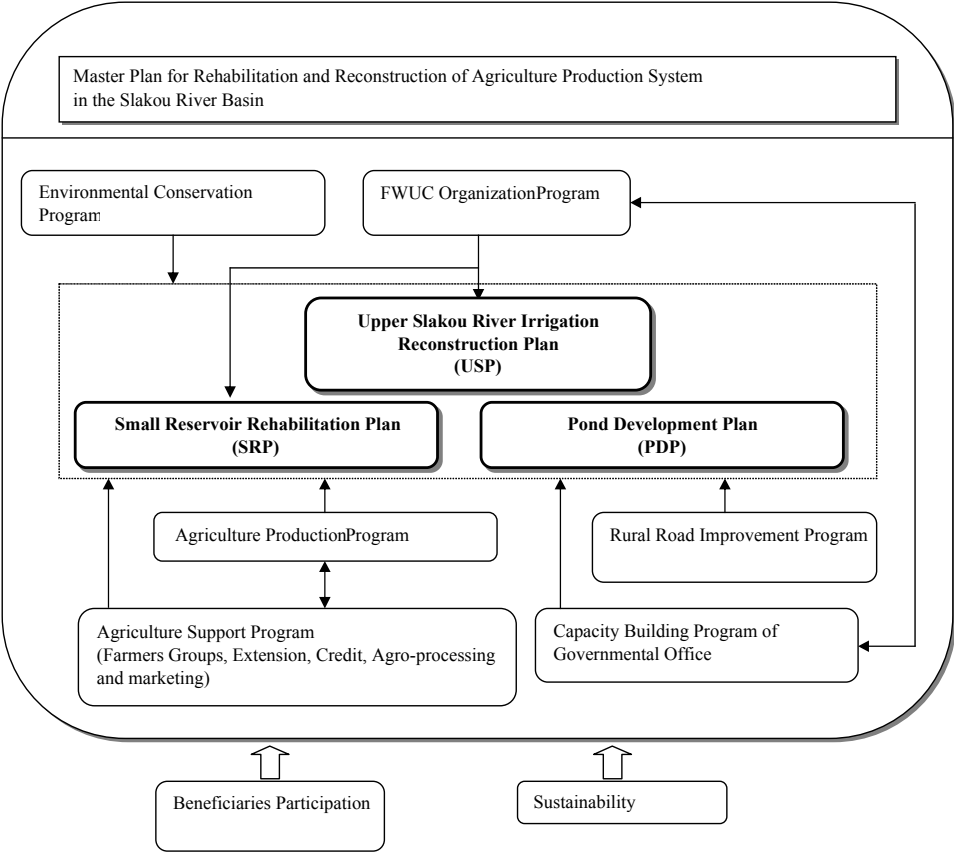 Master Plan for Rehabilitation and Reconstruction of Agriculture Production System
in the Slakou River Basin
Environmental Conservation
Program
FWUC OrganizationProgram
Upper Slakou River Irrigation
Reconstruction Plan
(USP)
Small Reservoir Rehabilitation Plan
(SRP)
Pond Development Plan
(PDP)
Agriculture ProductionProgram
Rural Road Improvement Program
Agriculture Support Program
(Farmers Groups, Extension, Credit, Agro-processing
and marketing)
Capacity Building Program of
Governmental Office
Beneficiaries Participation
Sustainability